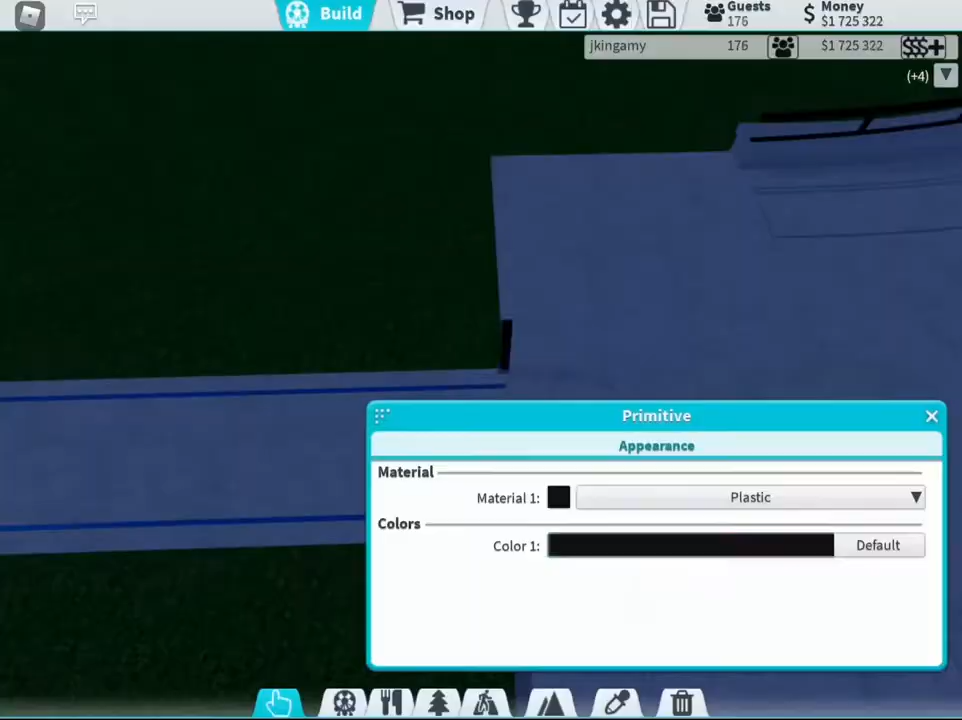 Build
Shop
Guests
176
$ Money
$1 725 322
jkingamy 176 $1 725 322 $$$+
(+4)
Primitive
Appearance
Material
Material 1: Plastic
Colors
Color 1: Default